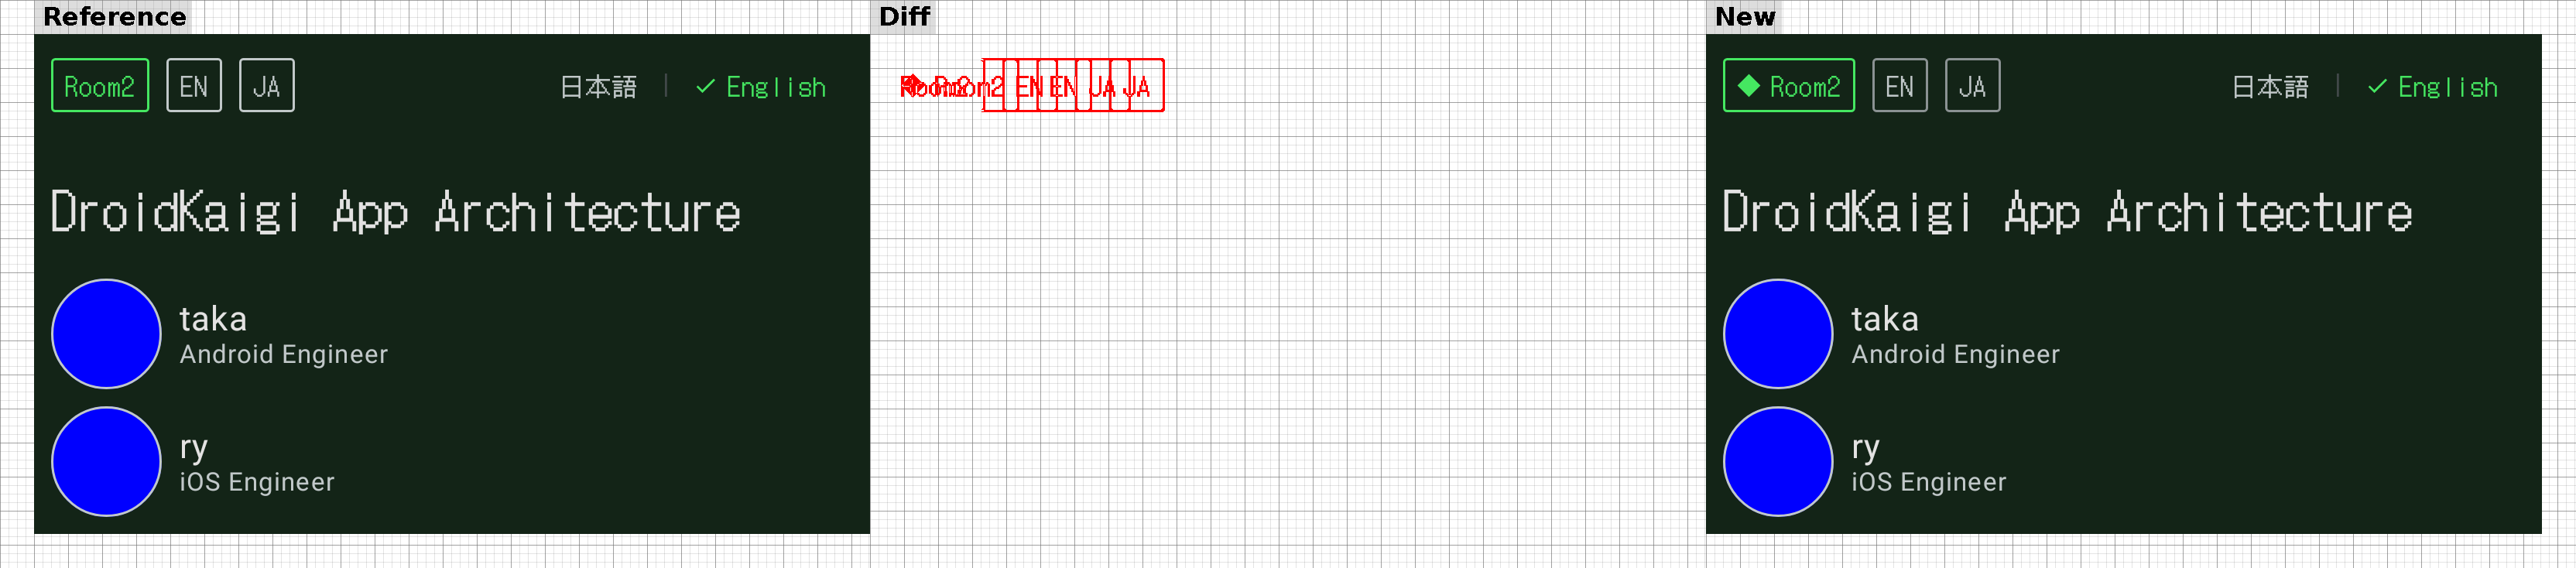 Reference
Diff
New
Room2 EN JA 日本語 ✓ English
DroidKaigi App Architecture
taka
Android Engineer
ry
iOS Engineer
Room2 Room2 EN EN JA JA
◆ Room2 EN JA 日本語 ✓ English
DroidKaigi App Architecture
taka
Android Engineer
ry
iOS Engineer